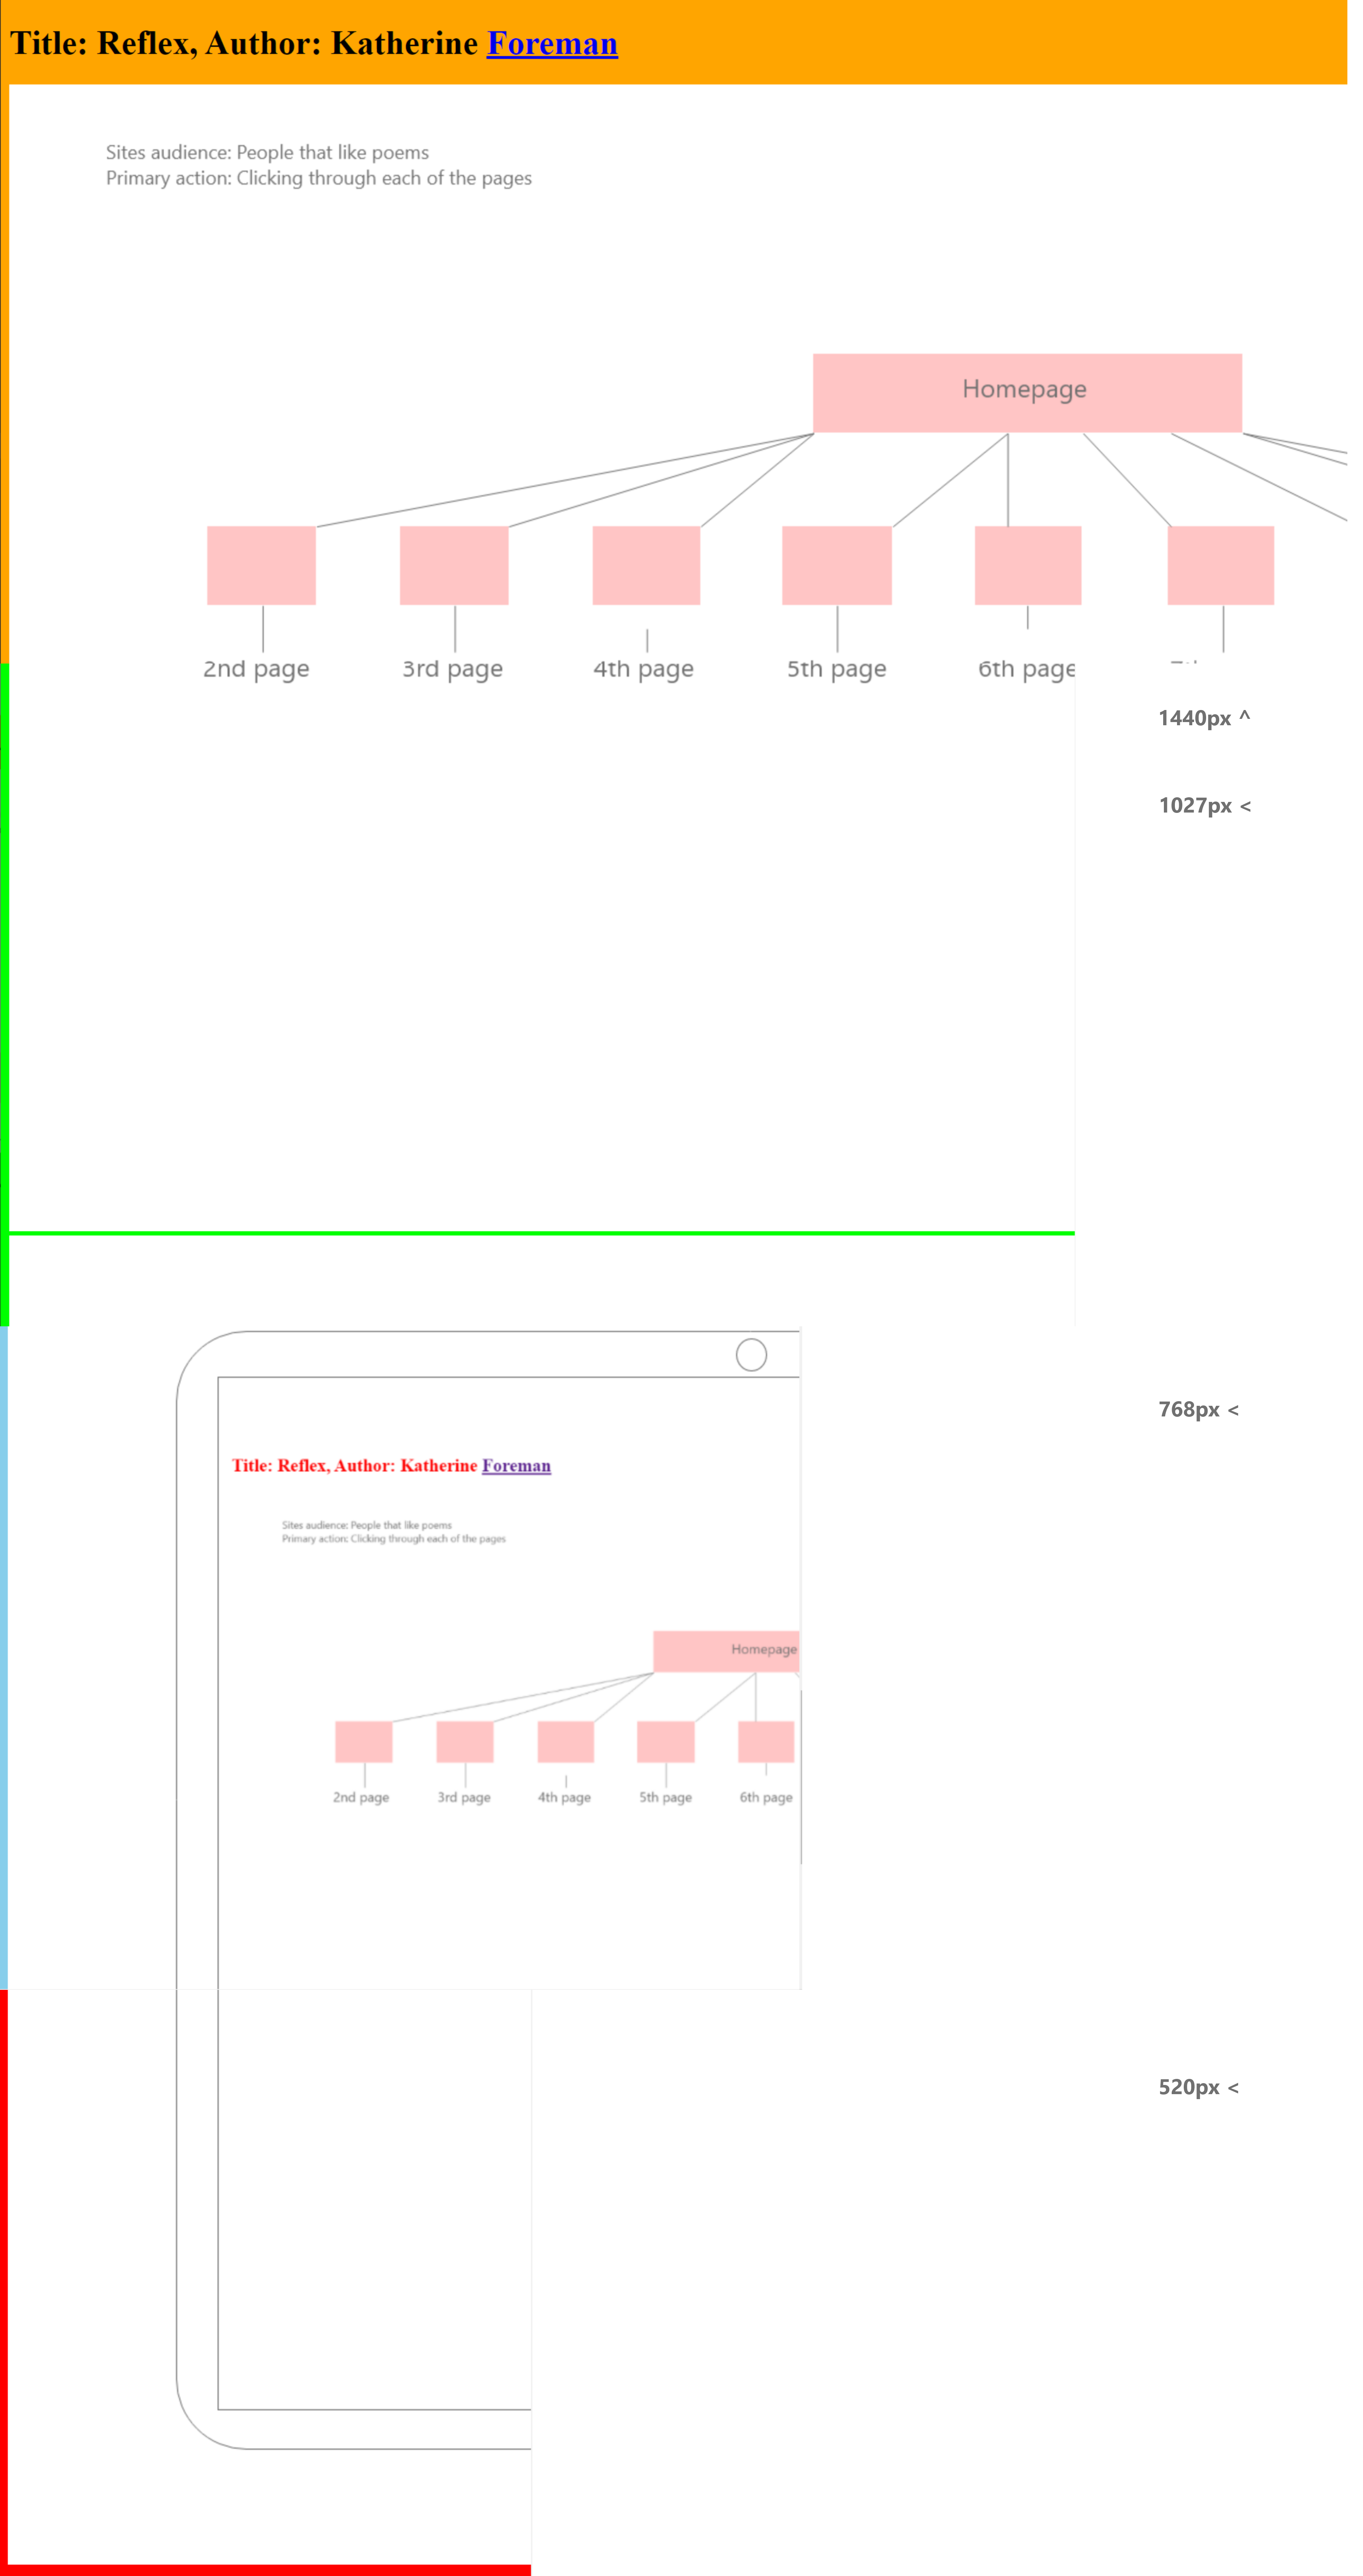 Title: Reflex, Author: Katherine Foreman
Sites audience: People that like poems
Primary action: Clicking through each of the pages
Homepage
2nd page 3rd page 4th page 5th page 6th page
1440px ^
1027px <
768px <
Title: Reflex, Author: Katherine Foreman
Sites audience: People that like poems
Primary action: Clicking through each of the pages
Homepage
2nd page 3rd page 4th page 5th page 6th page
520px <